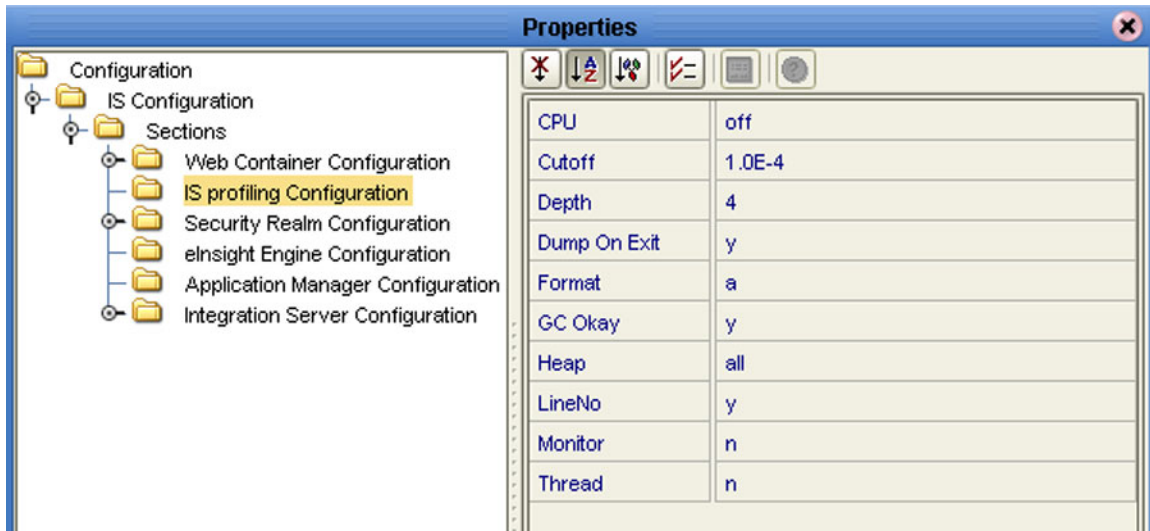 Properties
Configuration
IS Configuration
Sections
Web Container Configuration
IS profiling Configuration
Security Realm Configuration
eInsight Engine Configuration
Application Manager Configuration
Integration Server Configuration
A
Z
CPU off
Cutoff 1.0E-4
Depth 4
Dump On Exit y
Format a
GC Okay y
Heap all
LineNo y
Monitor n
Thread n